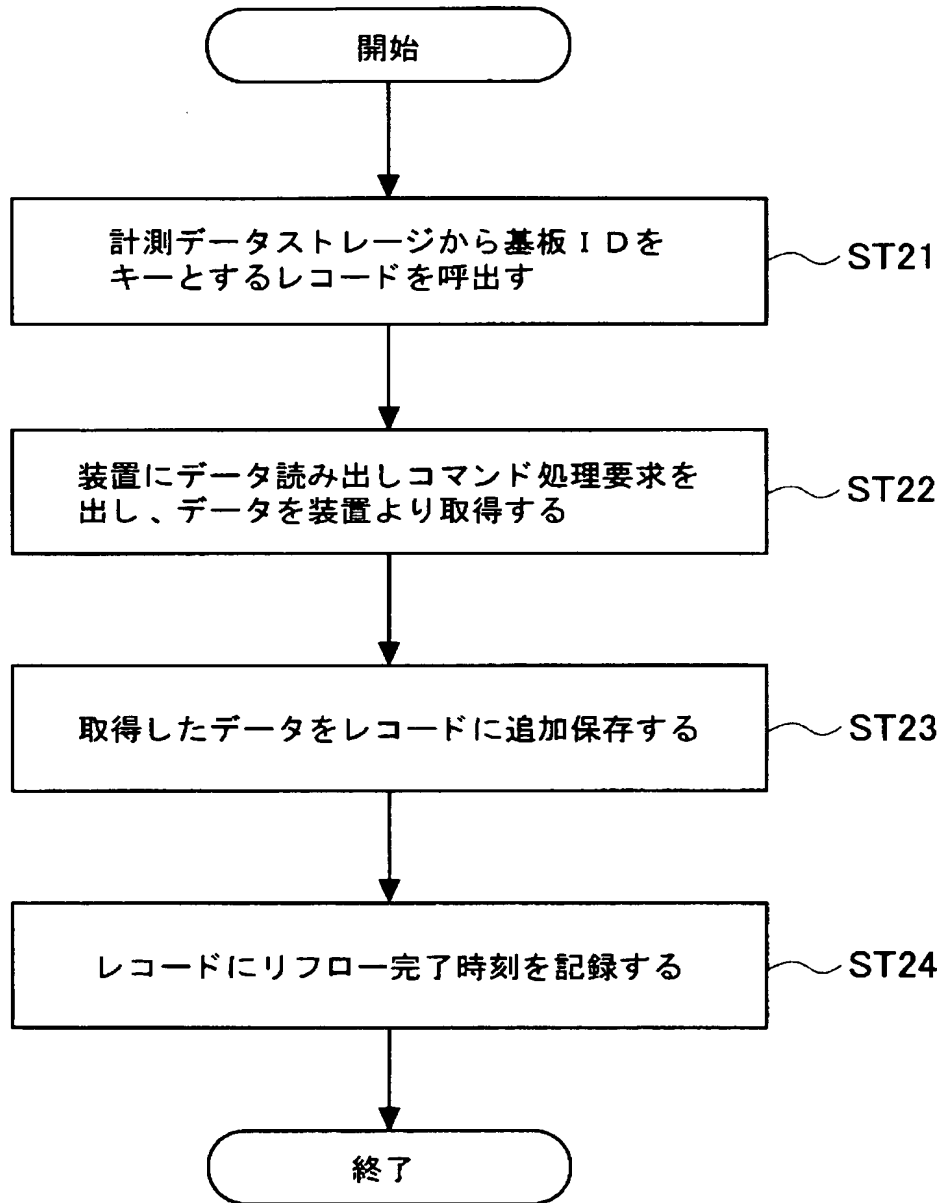 開始
計測データストレージから基板ＩＤを
キーとするレコードを呼出す
ST21
装置にデータ読み出しコマンド処理要求を
出し、データを装置より取得する
ST22
取得したデータをレコードに追加保存する
ST23
レコードにリフロー完了時刻を記録する
ST24
終了